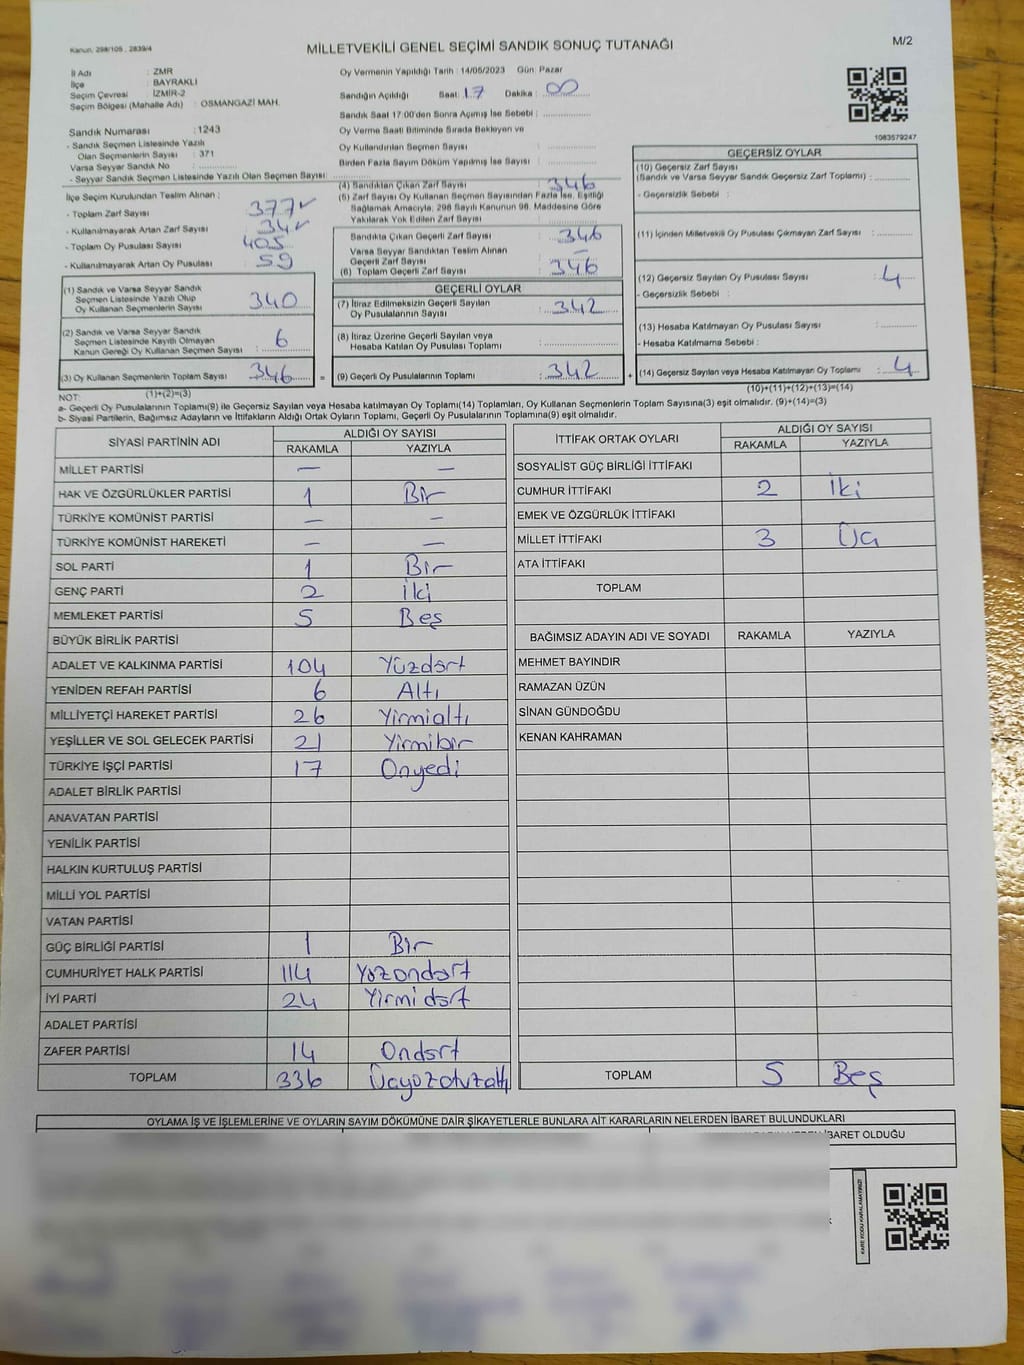 Kanun, 298/105 , 2839/4
MİLLETVEKİLİ GENEL SEÇİMİ SANDIK SONUÇ TUTANAĞI
M/2
İl Adı : ZMR
İlçe : BAYRAKLI
Seçim Çevresi : İZMİR-2
Seçim Bölgesi (Mahalle Adı) : OSMANGAZİ MAH.
Sandık Numarası : 1243
- Sandık Seçmen Listesinde Yazılı
Olan Seçmenlerin Sayısı : 371
Varsa Seyyar Sandık No :
- Seyyar Sandık Seçmen Listesinde Yazılı Olan Seçmen Sayısı :
Oy Vermenin Yapıldığı Tarih : 14/05/2023 Gün: Pazar
Sandığın Açıldığı Saat: 17 Dakika : 00
Sandık Saat 17:00'den Sonra Açılmış İse Sebebi :
Oy Verme Saati Bitiminde Sırada Bekleyen ve
Oy Kullandırılan Seçmen Sayısı :
Birden Fazla Sayım Döküm Yapılmış İse Sayısı :
1083579247
İlçe Seçim Kurulundan Teslim Alınan :
- Toplam Zarf Sayısı : 377
- Kullanılmayarak Artan Zarf Sayısı : 34
- Toplam Oy Pusulası Sayısı : 405
- Kullanılmayarak Artan Oy Pusulası : 59
(1) Sandık ve Varsa Seyyar Sandık
Seçmen Listesinde Yazılı Olup
Oy Kullanan Seçmenlerin Sayısı : 340
(2) Sandık ve Varsa Seyyar Sandık
Seçmen Listesinde Kayıtlı Olmayan
Kanun Gereği Oy Kullanan Seçmen Sayısı : 6
(3) Oy Kullanan Seçmenlerin Toplam Sayısı : 346
(1)+(2)=(3)
(4) Sandıktan Çıkan Zarf Sayısı : 346
(5) Zarf Sayısı Oy Kullanan Seçmen Sayısından Fazla İse, Eşitliği
Sağlamak Amacıyla; 298 Sayılı Kanunun 98. Maddesine Göre
Yakılarak Yok Edilen Zarf Sayısı :
Sandıkta Çıkan Geçerli Zarf Sayısı : 346
Varsa Seyyar Sandıktan Teslim Alınan
Geçerli Zarf Sayısı : –
(6) Toplam Geçerli Zarf Sayısı : 346
GEÇERLİ OYLAR
(7) İtiraz Edilmeksizin Geçerli Sayılan
Oy Pusulalarının Sayısı : 342
(8) İtiraz Üzerine Geçerli Sayılan veya
Hesaba Katılan Oy Pusulası Toplamı :
= (9) Geçerli Oy Pusulalarının Toplamı : 342
GEÇERSİZ OYLAR
(10) Geçersiz Zarf Sayısı
(Sandık ve Varsa Seyyar Sandık Geçersiz Zarf Toplamı) :
- Geçersizlik Sebebi :
(11) İçinden Milletvekili Oy Pusulası Çıkmayan Zarf Sayısı :
(12) Geçersiz Sayılan Oy Pusulası Sayısı : 4
- Geçersizlik Sebebi :
(13) Hesaba Katılmayan Oy Pusulası Sayısı :
- Hesaba Katılmama Sebebi :
+ (14) Geçersiz Sayılan veya Hesaba Katılmayan Oy Toplamı : 4
(10)+(11)+(12)+(13)=(14)
NOT:
a- Geçerli Oy Pusulalarının Toplamı(9) ile Geçersiz Sayılan veya Hesaba katılmayan Oy Toplamı(14) Toplamları, Oy Kullanan Seçmenlerin Toplam Sayısına(3) eşit olmalıdır. (9)+(14)=(3)
b- Siyasi Partilerin, Bağımsız Adayların ve İttifakların Aldığı Ortak Oyların Toplamı, Geçerli Oy Pusulalarının Toplamına(9) eşit olmalıdır.
SİYASİ PARTİNİN ADI ALDIĞI OY SAYISI
RAKAMLA YAZIYLA
MİLLET PARTİSİ — —
HAK VE ÖZGÜRLÜKLER PARTİSİ 1 Bir
TÜRKİYE KOMÜNİST PARTİSİ — —
TÜRKİYE KOMÜNİST HAREKETİ — —
SOL PARTİ 1 Bir
GENÇ PARTİ 2 İki
MEMLEKET PARTİSİ 5 Beş
BÜYÜK BİRLİK PARTİSİ
ADALET VE KALKINMA PARTİSİ 104 Yüzdört
YENİDEN REFAH PARTİSİ 6 Altı
MİLLİYETÇİ HAREKET PARTİSİ 26 Yirmialtı
YEŞİLLER VE SOL GELECEK PARTİSİ 21 Yirmibir
TÜRKİYE İŞÇİ PARTİSİ 17 Onyedi
ADALET BİRLİK PARTİSİ
ANAVATAN PARTİSİ
YENİLİK PARTİSİ
HALKIN KURTULUŞ PARTİSİ
MİLLİ YOL PARTİSİ
VATAN PARTİSİ
GÜÇ BİRLİĞİ PARTİSİ 1 Bir
CUMHURİYET HALK PARTİSİ 114 Yüzondört
İYİ PARTİ 24 Yirmidört
ADALET PARTİSİ
ZAFER PARTİSİ 14 Ondört
TOPLAM 336 Üçyüzotuzaltı
İTTİFAK ORTAK OYLARI ALDIĞI OY SAYISI
RAKAMLA YAZIYLA
SOSYALİST GÜÇ BİRLİĞİ İTTİFAKI
CUMHUR İTTİFAKI 2 İki
EMEK VE ÖZGÜRLÜK İTTİFAKI
MİLLET İTTİFAKI 3 Üç
ATA İTTİFAKI
TOPLAM
BAĞIMSIZ ADAYIN ADI VE SOYADI RAKAMLA YAZIYLA
MEHMET BAYINDIR
RAMAZAN ÜZÜN
SİNAN GÜNDOĞDU
KENAN KAHRAMAN
TOPLAM 5 Beş
OYLAMA İŞ VE İŞLEMLERİNE VE OYLARIN SAYIM DÖKÜMÜNE DAİR ŞİKAYETLERLE BUNLARA AİT KARARLARIN NELERDEN İBARET BULUNDUKLARI
İBARET OLDUĞU
KARE KODU KARALAMAYINIZ!